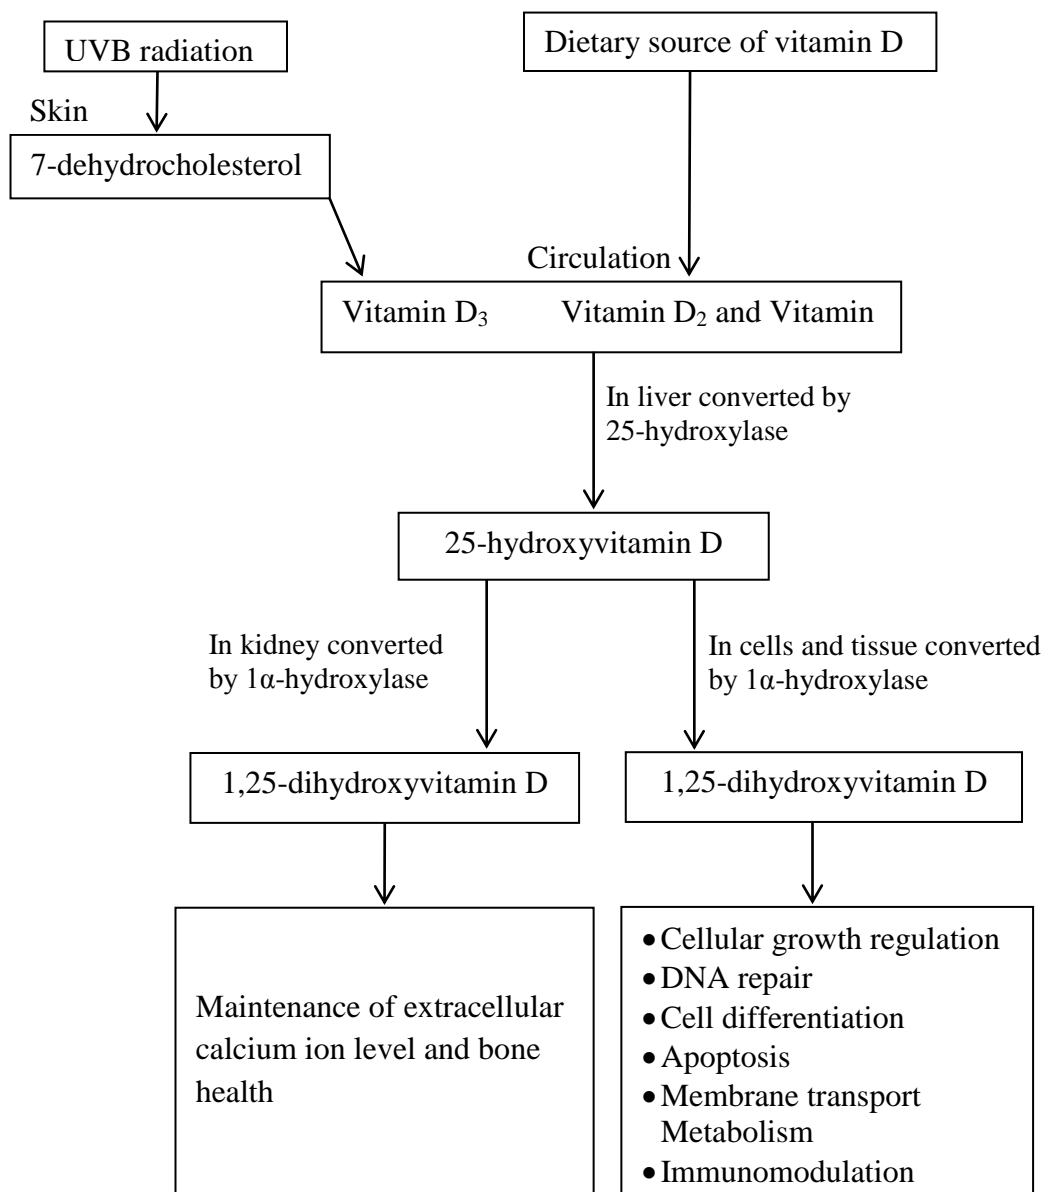 UVB radiation
Dietary source of vitamin D
Skin
7-dehydrocholesterol
Circulation
Vitamin D₃ Vitamin D₂ and Vitamin
In liver converted by
25-hydroxylase
25-hydroxyvitamin D
In kidney converted
by 1α-hydroxylase
In cells and tissue converted
by 1α-hydroxylase
1,25-dihydroxyvitamin D
1,25-dihydroxyvitamin D
Maintenance of extracellular
calcium ion level and bone
health
• Cellular growth regulation
• DNA repair
• Cell differentiation
• Apoptosis
• Membrane transport
Metabolism
• Immunomodulation